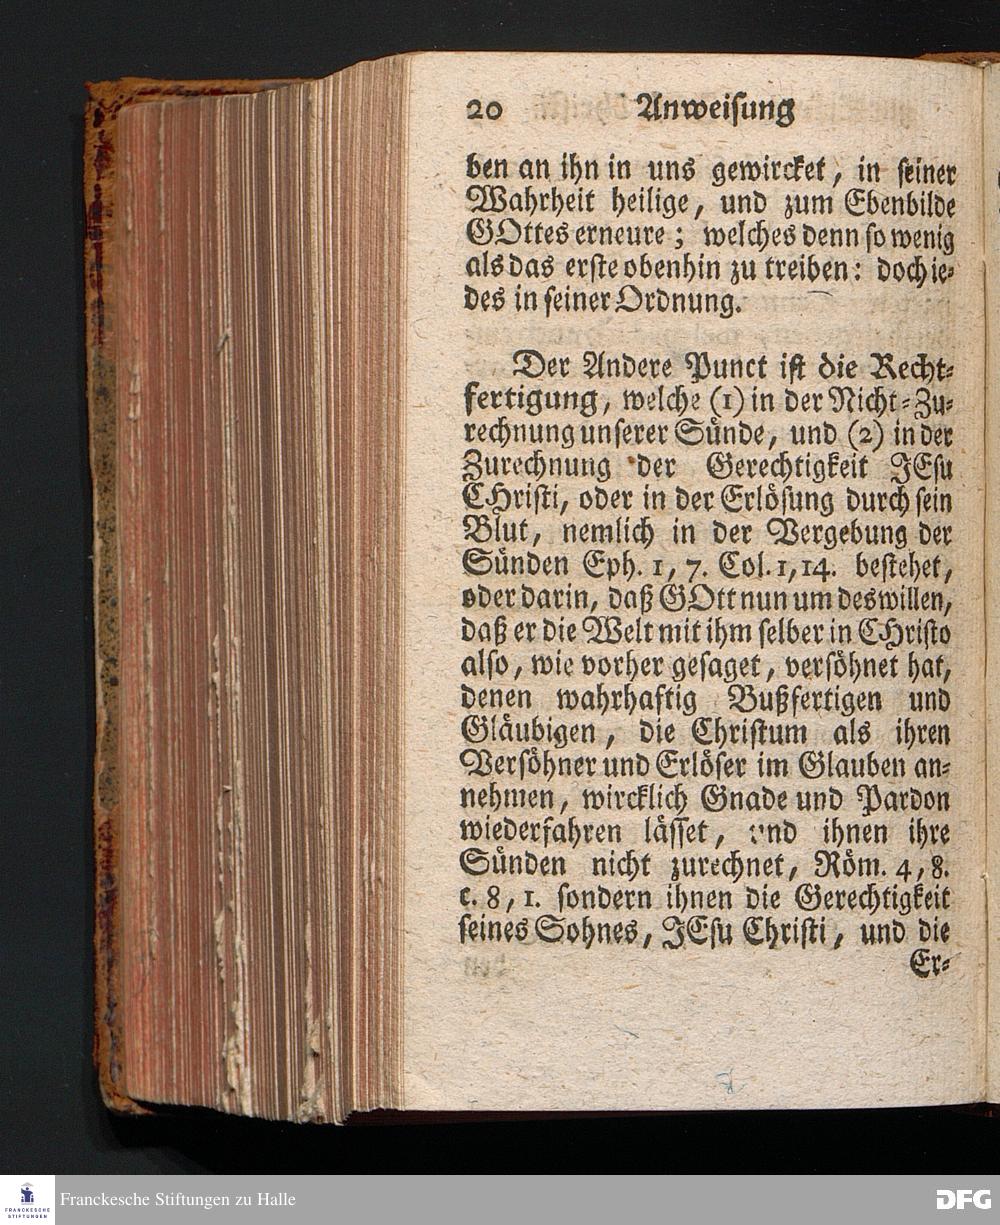 20 Anweisung
ben an ihn in uns gewircket, in seiner
Wahrheit heilige, und zum Ebenbilde
GOttes erneure; welches denn so wenig
als das erste obenhin zu treiben: doch ie-
des in seiner Ordnung.
Der Andere Punct ist die Recht-
fertigung, welche (1) in der Nicht-Zu-
rechnung unserer Sünde, und (2) in der
Zurechnung der Gerechtigkeit JEsu
CHristi, oder in der Erlösung durch sein
Blut, nemlich in der Vergebung der
Sünden Eph. 1, 7. Col. 1, 14. bestehet,
oder darin, daß GOtt nun um deswillen,
daß er die Welt mit ihm selber in CHristo
also, wie vorher gesaget, versöhnet hat,
denen wahrhaftig Bußfertigen und
Gläubigen, die Christum als ihren
Versöhner und Erlöser im Glauben an-
nehmen, wircklich Gnade und Pardon
wiederfahren lässet, und ihnen ihre
Sünden nicht zurechnet, Röm. 4, 8.
c. 8, 1. sondern ihnen die Gerechtigkeit
seines Sohnes, JEsu Christi, und die
Er-
FRANCKESCHE
STIFTUNGEN
Franckesche Stiftungen zu Halle
DFG